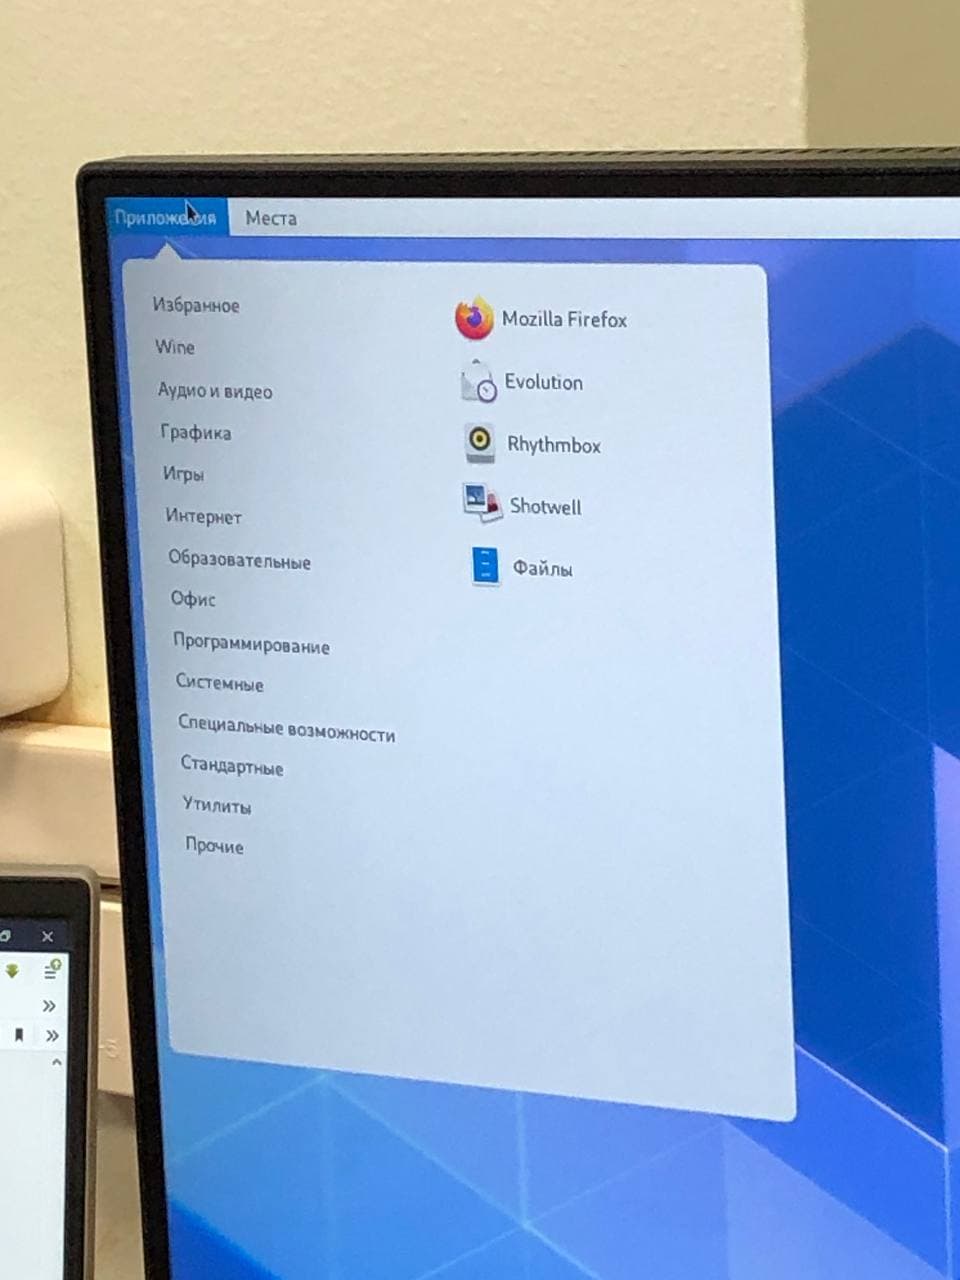 Приложения
Места
Избранное
Wine
Аудио и видео
Графика
Игры
Интернет
Образовательные
Офис
Программирование
Системные
Специальные возможности
Стандартные
Утилиты
Прочие
Mozilla Firefox
Evolution
Rhythmbox
Shotwell
Файлы